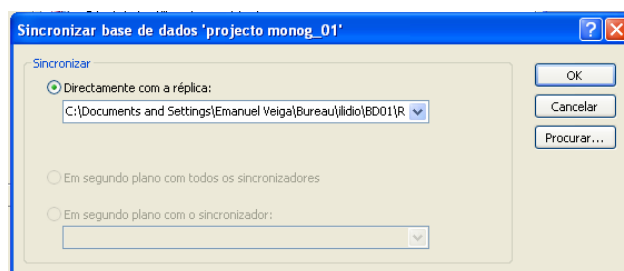 Sincronizar base de dados 'projecto monog_01'
Sincronizar
Directamente com a réplica:
C:\Documents and Settings\Emanuel Veiga\Bureau\ilidio\BD01\R
Em segundo plano com todos os sincronizadores
Em segundo plano com o sincronizador:
OK
Cancelar
Procurar...